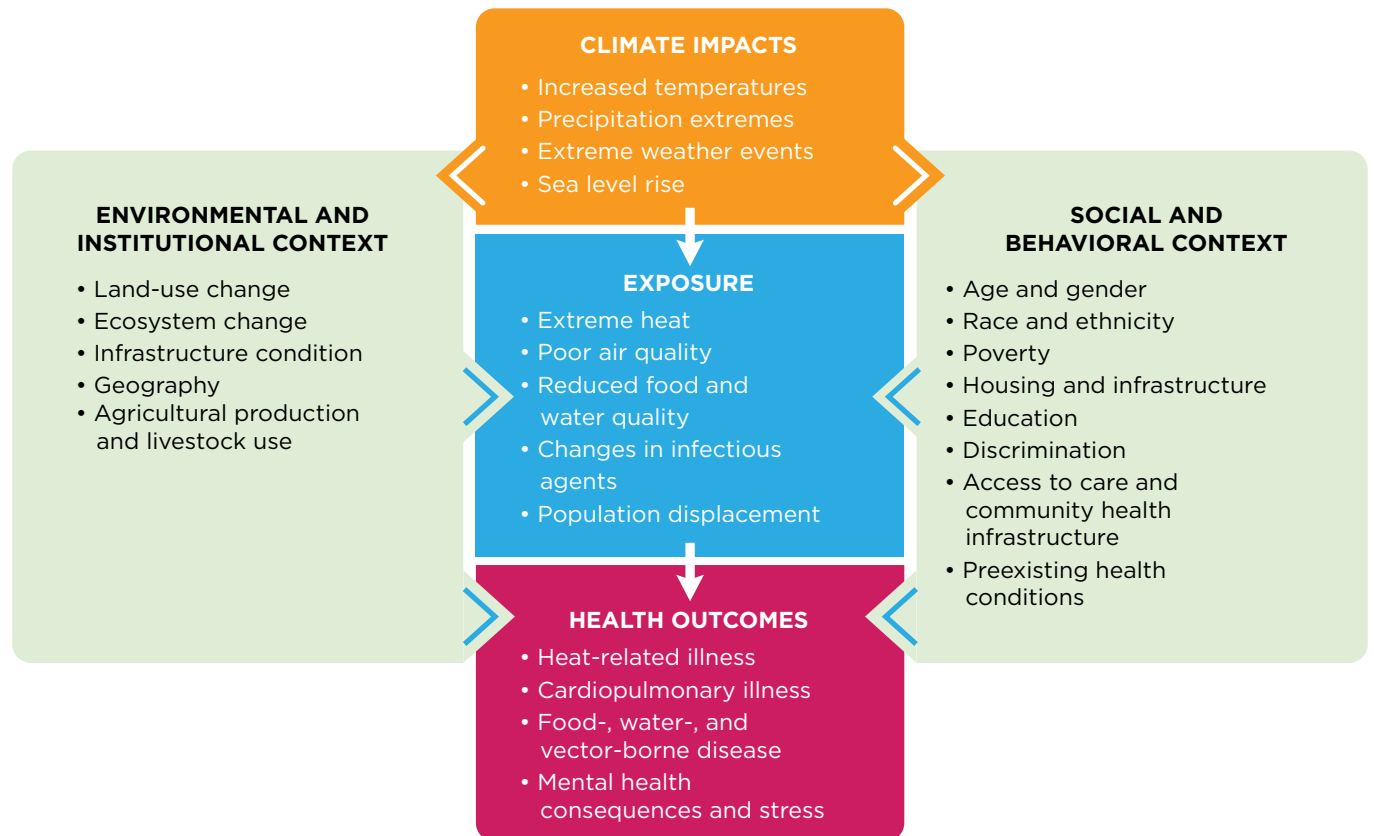 CLIMATE IMPACTS
• Increased temperatures
• Precipitation extremes
• Extreme weather events
• Sea level rise
ENVIRONMENTAL AND
INSTITUTIONAL CONTEXT
• Land-use change
• Ecosystem change
• Infrastructure condition
• Geography
• Agricultural production
and livestock use
EXPOSURE
• Extreme heat
• Poor air quality
• Reduced food and
water quality
• Changes in infectious
agents
• Population displacement
SOCIAL AND
BEHAVIORAL CONTEXT
• Age and gender
• Race and ethnicity
• Poverty
• Housing and infrastructure
• Education
• Discrimination
• Access to care and
community health
infrastructure
• Preexisting health
conditions
HEALTH OUTCOMES
• Heat-related illness
• Cardiopulmonary illness
• Food-, water-, and
vector-borne disease
• Mental health
consequences and stress